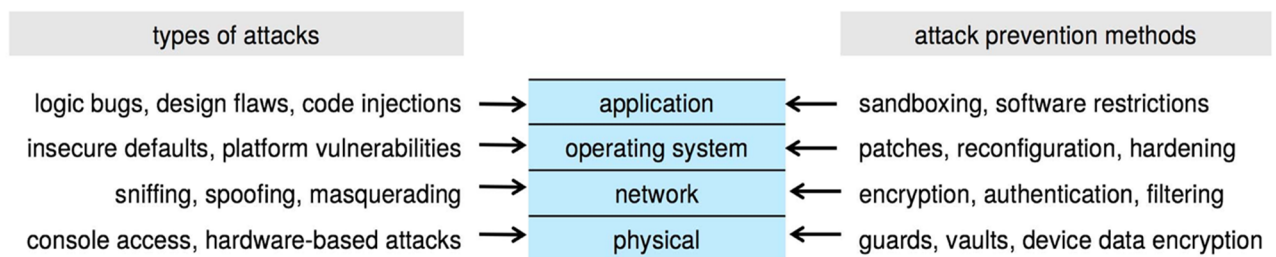 types of attacks attack prevention methods
logic bugs, design flaws, code injections application sandboxing, software restrictions
insecure defaults, platform vulnerabilities operating system patches, reconfiguration, hardening
sniffing, spoofing, masquerading network encryption, authentication, filtering
console access, hardware-based attacks physical guards, vaults, device data encryption